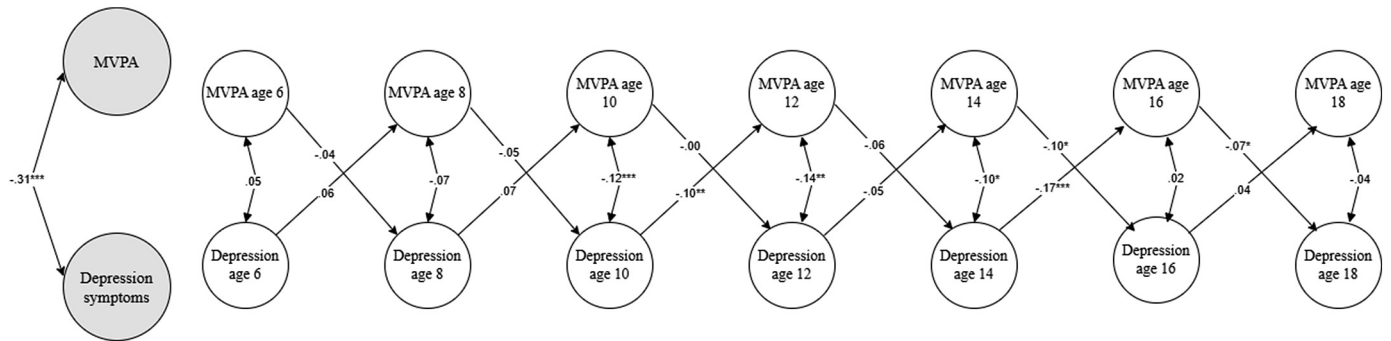 MVPA
-.31***
Depression
symptoms
MVPA age 6
MVPA age 8
MVPA age
10
MVPA age
12
MVPA age
14
MVPA age
16
MVPA age
18
-.04
.05
.06
-.05
-.07
.07
-.00
-.12***
-.10**
-.06
-.14**
-.05
-.10*
-.10*
-.17***
-.07*
.02
.04
-.04
Depression
age 6
Depression
age 8
Depression
age 10
Depression
age 12
Depression
age 14
Depression
age 16
Depression
age 18